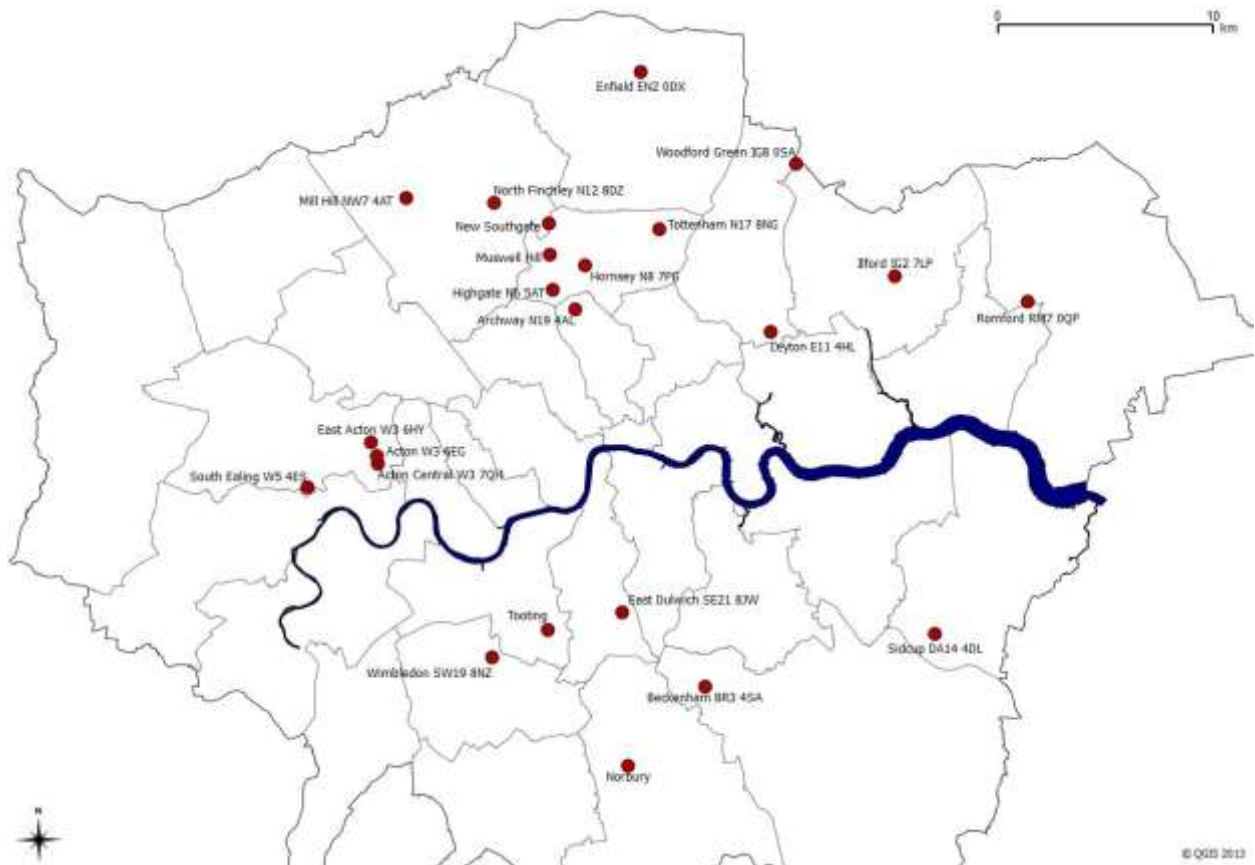 0 10
km
Enfield EN2 0DX
Woodford Green IG8 0SA
North Finchley N12 8DZ
Mill Hill NW7 4AT
New Southgate
Tottenham N17 8NG
Muswell Hill
Ilford IG2 7LP
Hornsey N8 7PG
Highgate N6 5AT
Archway N19 4AL
Romford RM7 0QP
Leyton E11 4HL
East Acton W3 6HY
Acton W3 6EG
Acton Central W3 7QH
South Ealing W5 4ES
East Dulwich SE21 8JW
Tooting
Sidcup DA14 4DL
Wimbledon SW19 8NZ
Beckenham BR3 4SA
Norbury
N
© QGIS 2013